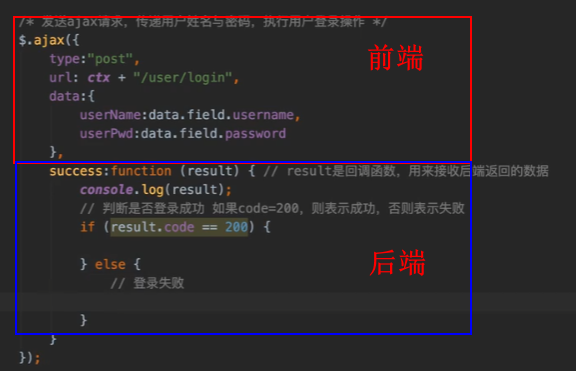 /* 发送ajax请求，传递用户姓名与密码，执行用户登录操作 */
$.ajax({
前端
type:"post",
url: ctx + "/user/login",
data:{
userName:data.field.username,
userPwd:data.field.password
},
success:function (result) { // result是回调函数，用来接收后端返回的数据
console.log(result);
// 判断是否登录成功 如果code=200，则表示成功，否则表示失败
if (result.code == 200) {
} else {
后端
// 登录失败
}
}
});